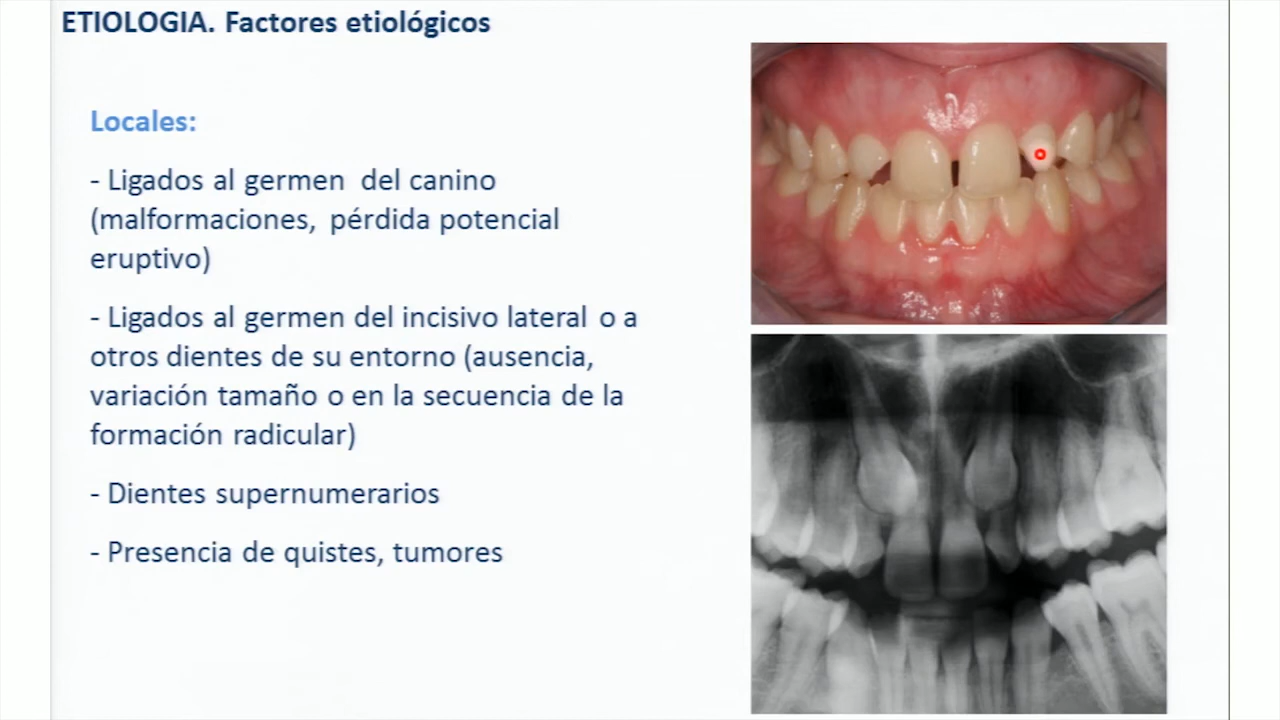 ETIOLOGIA. Factores etiológicos
Locales:
- Ligados al germen del canino
(malformaciones, pérdida potencial
eruptivo)
- Ligados al germen del incisivo lateral o a
otros dientes de su entorno (ausencia,
variación tamaño o en la secuencia de la
formación radicular)
- Dientes supernumerarios
- Presencia de quistes, tumores